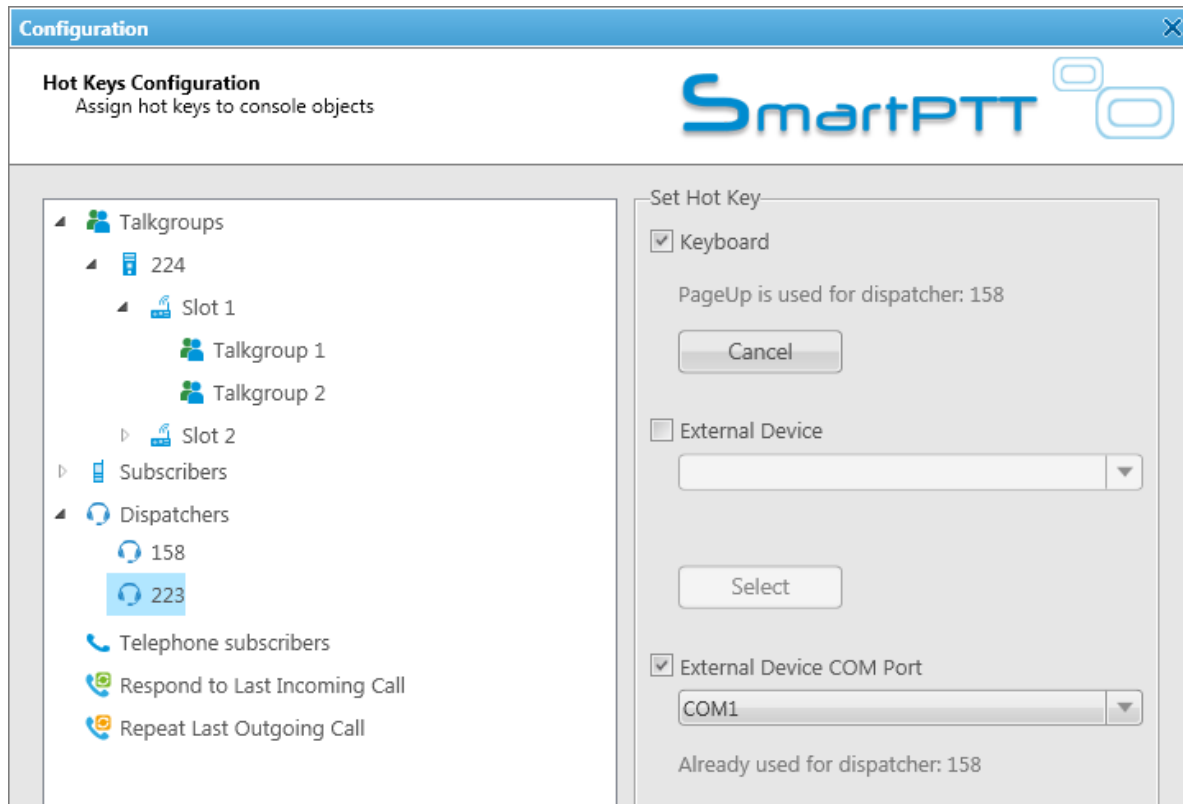 Configuration
Hot Keys Configuration
Assign hot keys to console objects
SmartPTT
Talkgroups
224
Slot 1
Talkgroup 1
Talkgroup 2
Slot 2
Subscribers
Dispatchers
158
223
Telephone subscribers
Respond to Last Incoming Call
Repeat Last Outgoing Call
Set Hot Key
Keyboard
PageUp is used for dispatcher: 158
Cancel
External Device
Select
External Device COM Port
COM1
Already used for dispatcher: 158